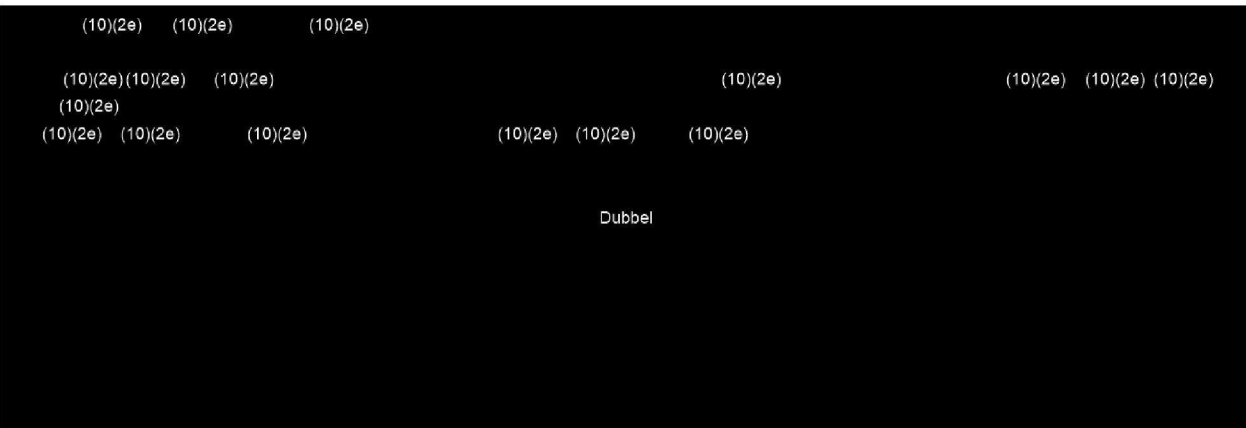 (10)(2e) (10)(2e) (10)(2e)
(10)(2e) (10)(2e) (10)(2e) (10)(2e) (10)(2e) (10)(2e) (10)(2e)
(10)(2e)
(10)(2e) (10)(2e) (10)(2e) (10)(2e) (10)(2e) (10)(2e)
Dubbel